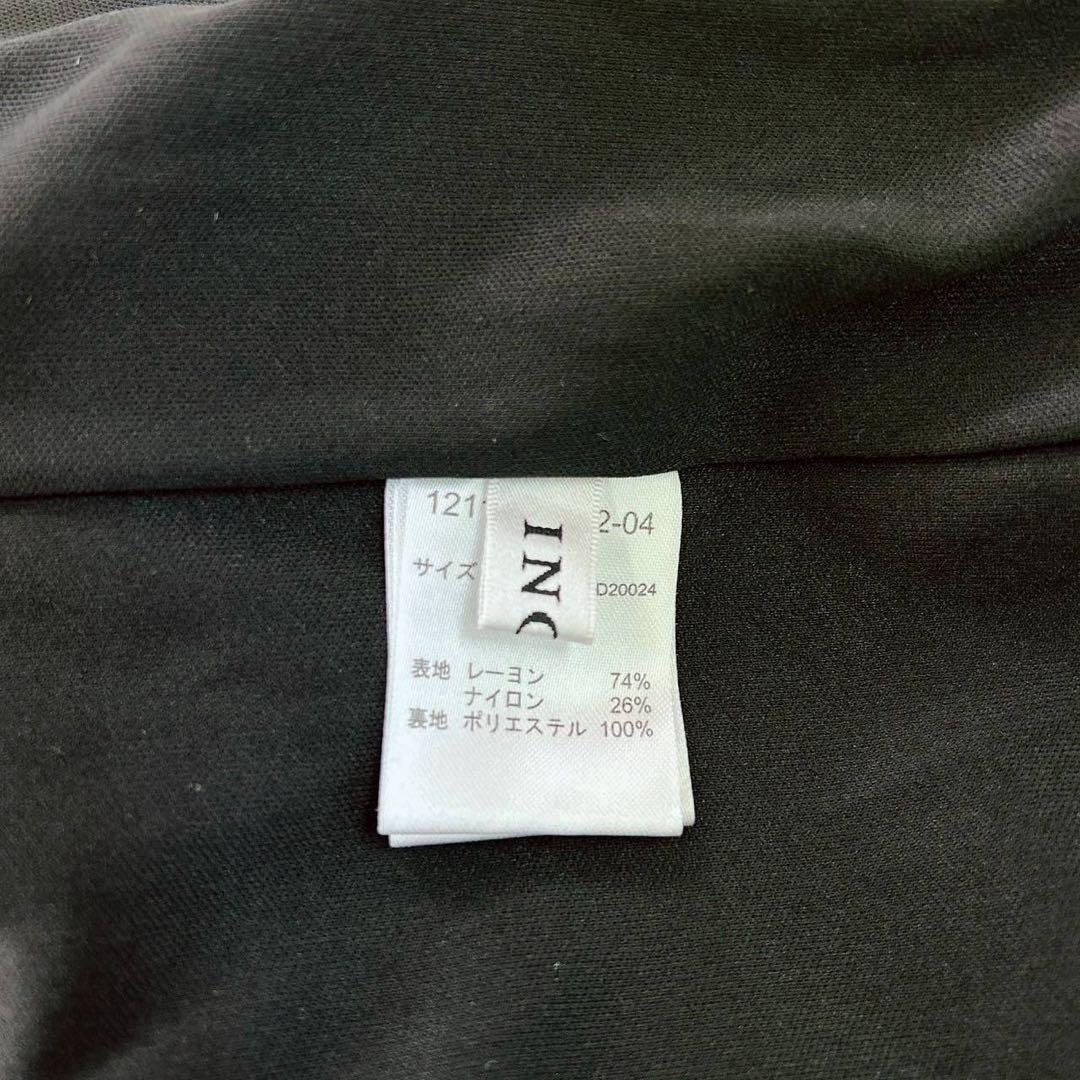 121
2-04
サイズ
D20024
IN
表地 レーヨン 74%
ナイロン 26%
裏地 ポリエステル 100%